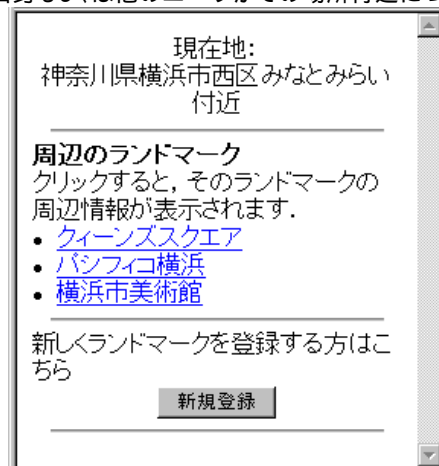 現在地:
神奈川県横浜市西区みなとみらい
付近
周辺のランドマーク
クリックすると, そのランドマークの
周辺情報が表示されます.
• クィーンズスクエア
• パシフィコ横浜
• 横浜市美術館
新しくランドマークを登録する方はこ
ちら
新規登録